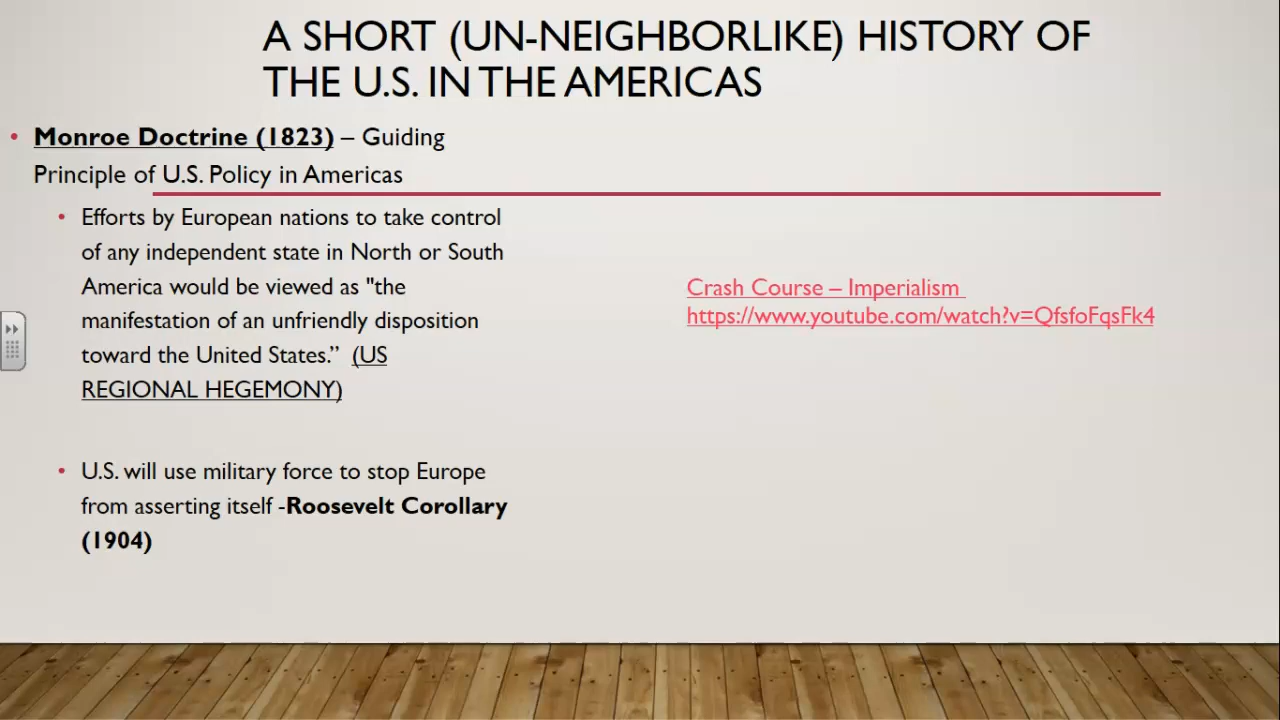 A SHORT (UN-NEIGHBORLIKE) HISTORY OF
THE U.S. IN THE AMERICAS
• Monroe Doctrine (1823) – Guiding
Principle of U.S. Policy in Americas
• Efforts by European nations to take control
of any independent state in North or South
America would be viewed as "the
manifestation of an unfriendly disposition
toward the United States.” (US
REGIONAL HEGEMONY)
• U.S. will use military force to stop Europe
from asserting itself -Roosevelt Corollary
(1904)
Crash Course – Imperialism
https://www.youtube.com/watch?v=QfsfoFqsFk4